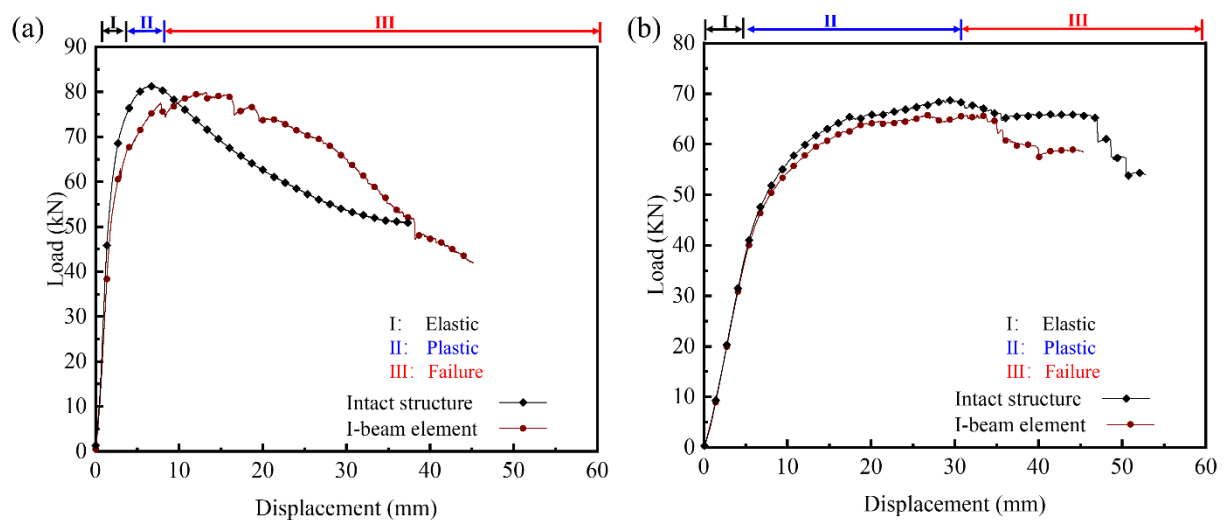 (a)
I II III
90
80
70
60
50
40
30
20
10
0
Load (kN)
I: Elastic
II: Plastic
III: Failure
Intact structure
I-beam element
0 10 20 30 40 50 60
Displacement (mm)
(b)
I II III
80
70
60
50
40
30
20
10
0
Load (KN)
I: Elastic
II: Plastic
III: Failure
Intact structure
I-beam element
0 10 20 30 40 50 60
Displacement (mm)